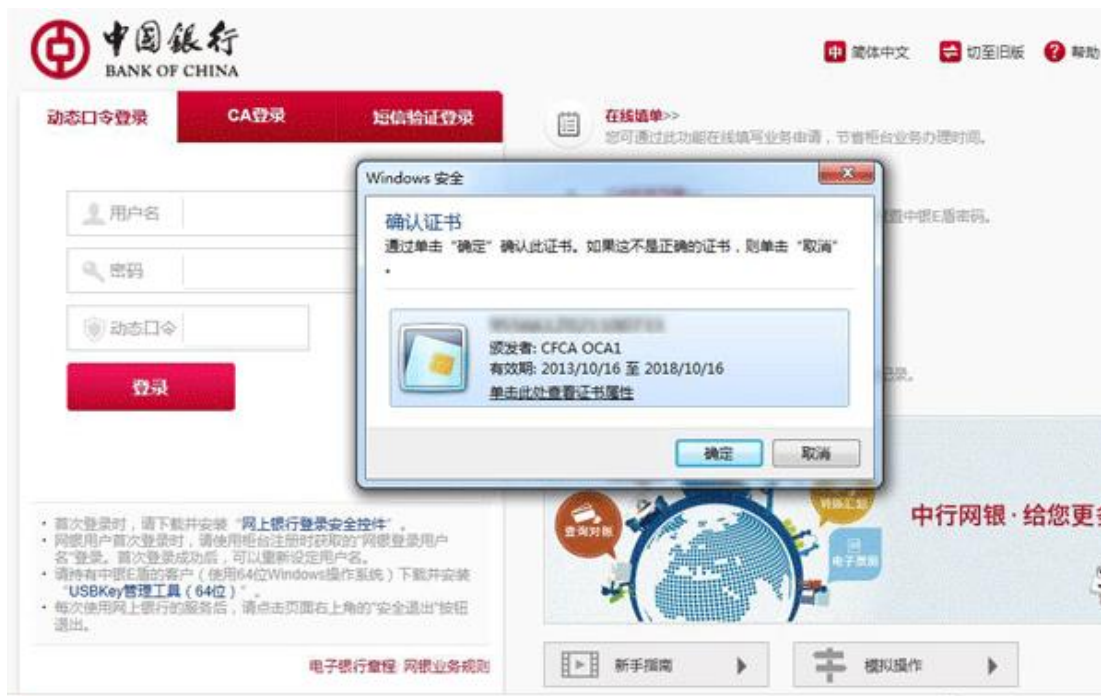 中国银行
BANK OF CHINA
中 简体中文
切至旧版
? 帮助
动态口令登录
CA登录
短信验证登录
在线填单>>
您可通过此功能在线填写业务申请，节省柜台业务办理时间。
Windows 安全
确认证书
通过单击“确定”确认此证书。如果这不是正确的证书，则单击“取消”
。
颁发者: CFCA OCA1
有效期: 2013/10/16 至 2018/10/16
单击此处查看证书属性
确定
取消
中银E盾密码。
用户名
密码
动态口令
登录
查询对账
转账汇划
电子票据
中行网银·给您更
· 首次登录时，请下载并安装“网上银行登录安全控件”。
· 网银用户首次登录时，请使用柜台注册时获取的“网银登录用户
名”登录。首次登录成功后，可以重新设定用户名。
· 请持有中银E盾的客户（使用64位Windows操作系统）下载并安装
“USBKey管理工具（64位）”。
· 每次使用网上银行的服务后，请点击页面右上角的“安全退出”按钮
退出。
电子银行章程 网银业务规则
新手指南
模拟操作